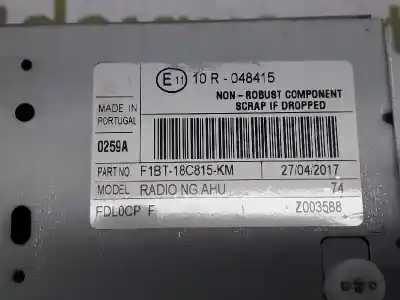 E11 10 R - 048415
NON - ROBUST COMPONENT
SCRAP IF DROPPED
MADE IN
PORTUGAL
0259A
PART NO F1BT-18C815-KM 27/04/2017
MODEL RADIO NG AHU 74
FDL0CP F Z003588